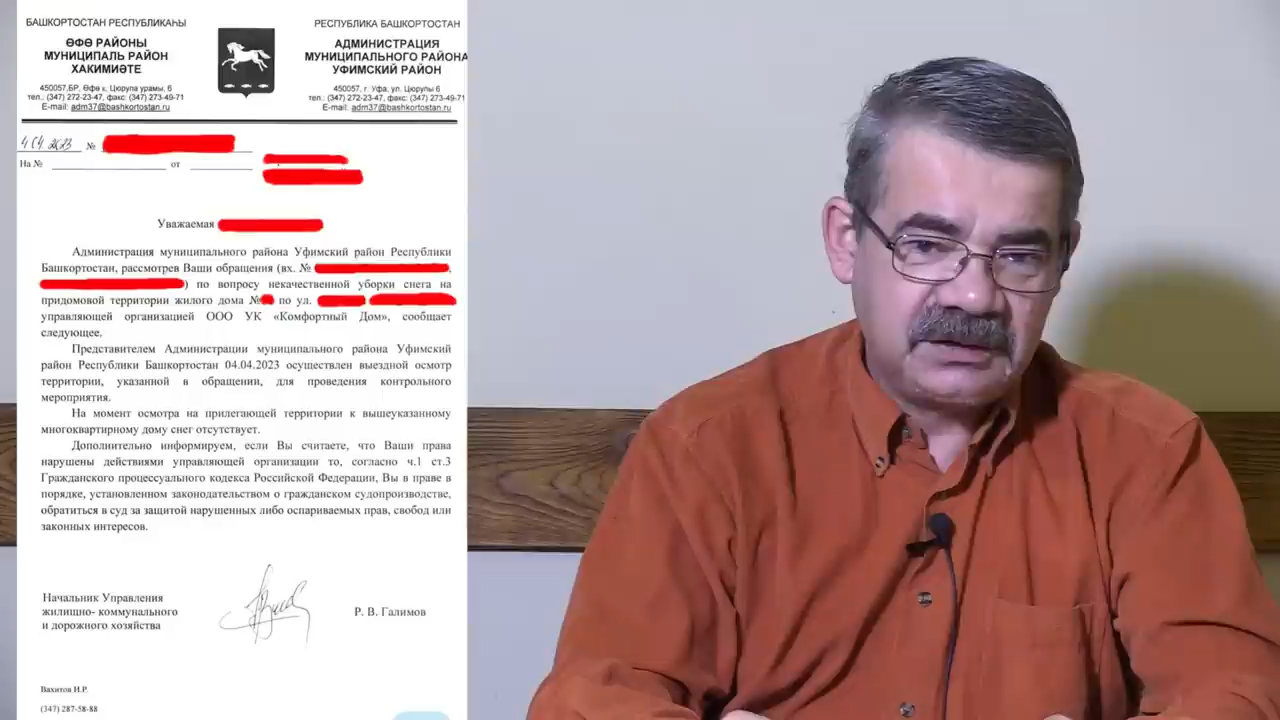 БАШКОРТОСТАН РЕСПУБЛИКАҺЫ
ӨФӨ РАЙОНЫ
МУНИЦИПАЛЬ РАЙОН
ХАКИМИӘТЕ
450057,БР, Өфө к, Цюрупа урамы, 6
тел.: (347) 272-23-47, факс: (347) 273-49-71
E-mail: adm37@bashkortostan.ru
РЕСПУБЛИКА БАШКОРТОСТАН
АДМИНИСТРАЦИЯ
МУНИЦИПАЛЬНОГО РАЙОНА
УФИМСКИЙ РАЙОН
450057, г. Уфа, ул. Цюрупы, 6
тел.: (347) 272-23-47, факс: (347) 273-49-71
E-mail: adm37@bashkortostan.ru
№
На № от
Уважаемая
Администрация муниципального района Уфимский район Республики
Башкортостан, рассмотрев Ваши обращения (вх. №
) по вопросу некачественной уборки снега на
придомовой территории жилого дома № по ул.
управляющей организацией ООО УК «Комфортный Дом», сообщает
следующее.
Представителем Администрации муниципального района Уфимский
район Республики Башкортостан 04.04.2023 осуществлен выездной осмотр
территории, указанной в обращении, для проведения контрольного
мероприятия.
На момент осмотра на прилегающей территории к вышеуказанному
многоквартирному дому снег отсутствует.
Дополнительно информируем, если Вы считаете, что Ваши права
нарушены действиями управляющей организации то, согласно ч.1 ст.3
Гражданского процессуального кодекса Российской Федерации, Вы в праве в
порядке, установленном законодательством о гражданском судопроизводстве,
обратиться в суд за защитой нарушенных либо оспариваемых прав, свобод или
законных интересов.
Начальник Управления
жилищно- коммунального
и дорожного хозяйства
Р. В. Галимов
Вахитов И.Р.
(347) 287-58-88